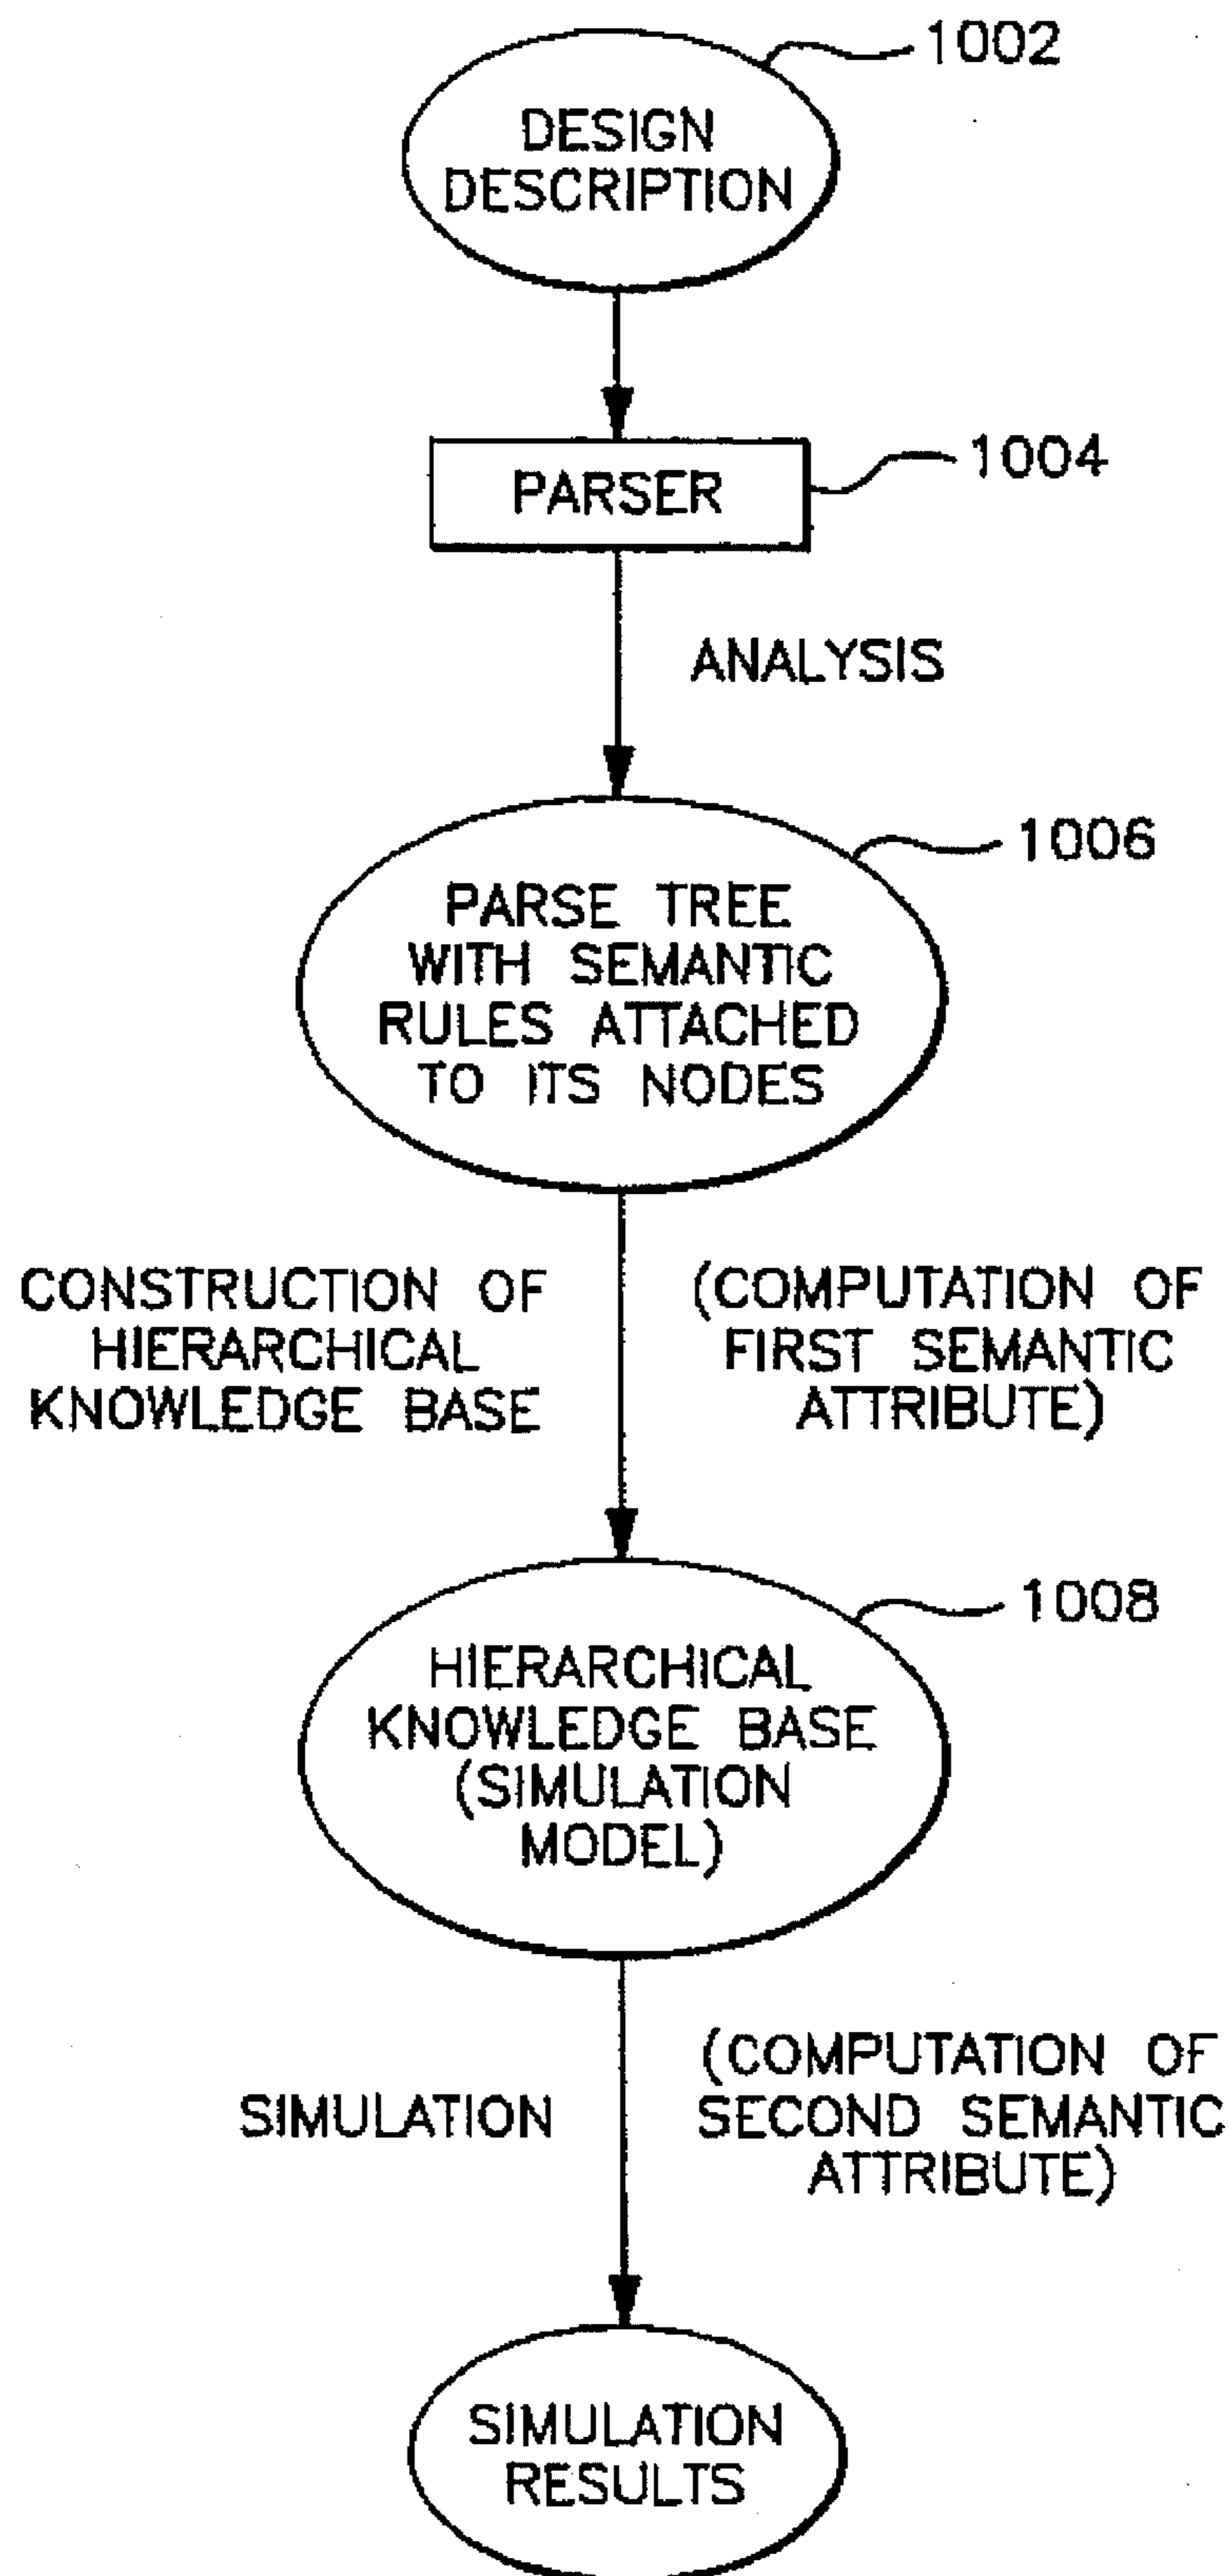 1002
DESIGN
DESCRIPTION
1004
PARSER
ANALYSIS
1006
PARSE TREE
WITH SEMANTIC
RULES ATTACHED
TO ITS NODES
CONSTRUCTION OF
HIERARCHICAL
KNOWLEDGE BASE
(COMPUTATION OF
FIRST SEMANTIC
ATTRIBUTE)
1008
HIERARCHICAL
KNOWLEDGE BASE
(SIMULATION
MODEL)
SIMULATION
(COMPUTATION OF
SECOND SEMANTIC
ATTRIBUTE)
SIMULATION
RESULTS